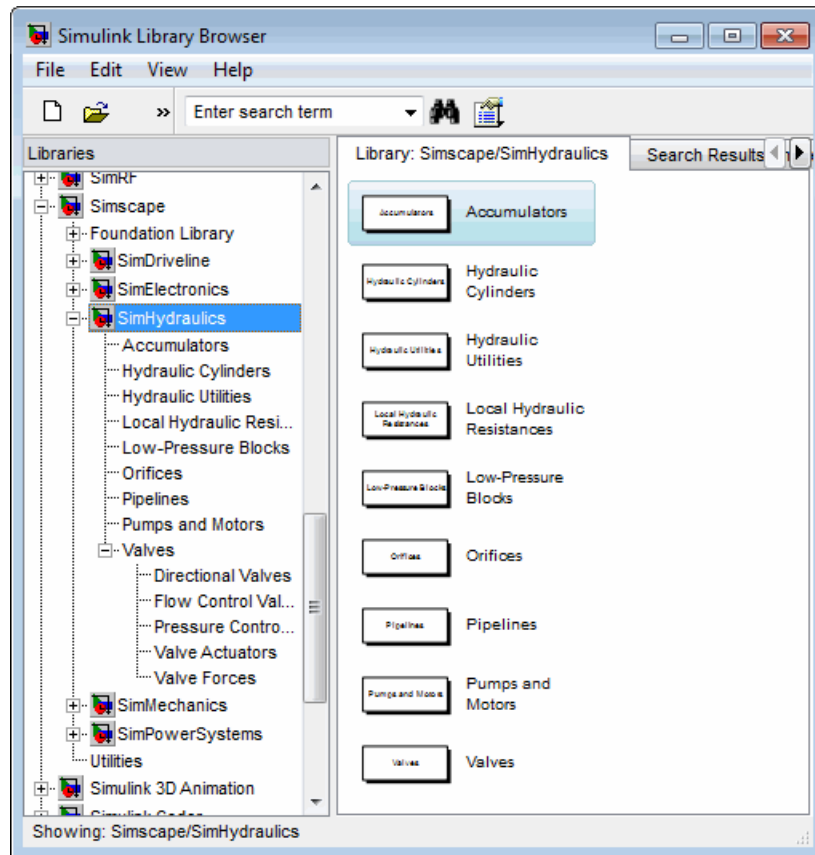 Simulink Library Browser
File Edit View Help
» Enter search term
Libraries
Library: Simscape/SimHydraulics
Search Results
SimRF
Simscape
Foundation Library
SimDriveline
SimElectronics
SimHydraulics
Accumulators
Hydraulic Cylinders
Hydraulic Utilities
Local Hydraulic Resi...
Low-Pressure Blocks
Orifices
Pipelines
Pumps and Motors
Valves
Directional Valves
Flow Control Val...
Pressure Contro...
Valve Actuators
Valve Forces
SimMechanics
SimPowerSystems
Utilities
Simulink 3D Animation
Simulink Coder
Accumulators
Accumulators
Hydraulic Cylinders
Hydraulic
Cylinders
Hydraulic Utilities
Hydraulic
Utilities
Local Hydraulic
Resistances
Local Hydraulic
Resistances
Low-Pressure Blocks
Low-Pressure
Blocks
Orifices
Orifices
Pipelines
Pipelines
Pumps and Motors
Pumps and
Motors
Valves
Valves
Showing: Simscape/SimHydraulics